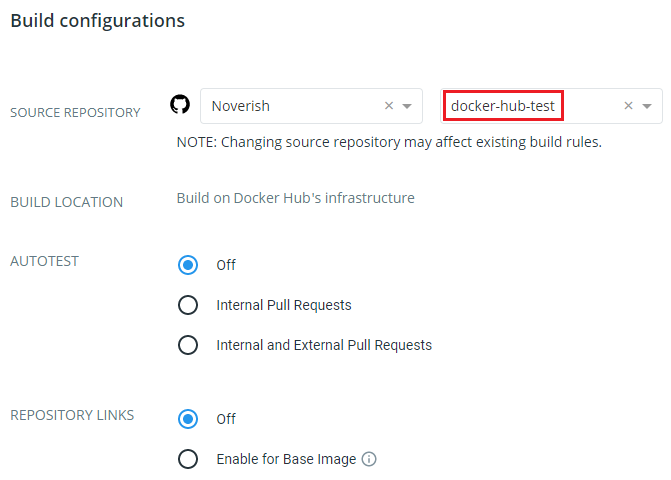 Build configurations
SOURCE REPOSITORY
Noverish
docker-hub-test
NOTE: Changing source repository may affect existing build rules.
BUILD LOCATION
Build on Docker Hub's infrastructure
AUTOTEST
Off
Internal Pull Requests
Internal and External Pull Requests
REPOSITORY LINKS
Off
Enable for Base Image